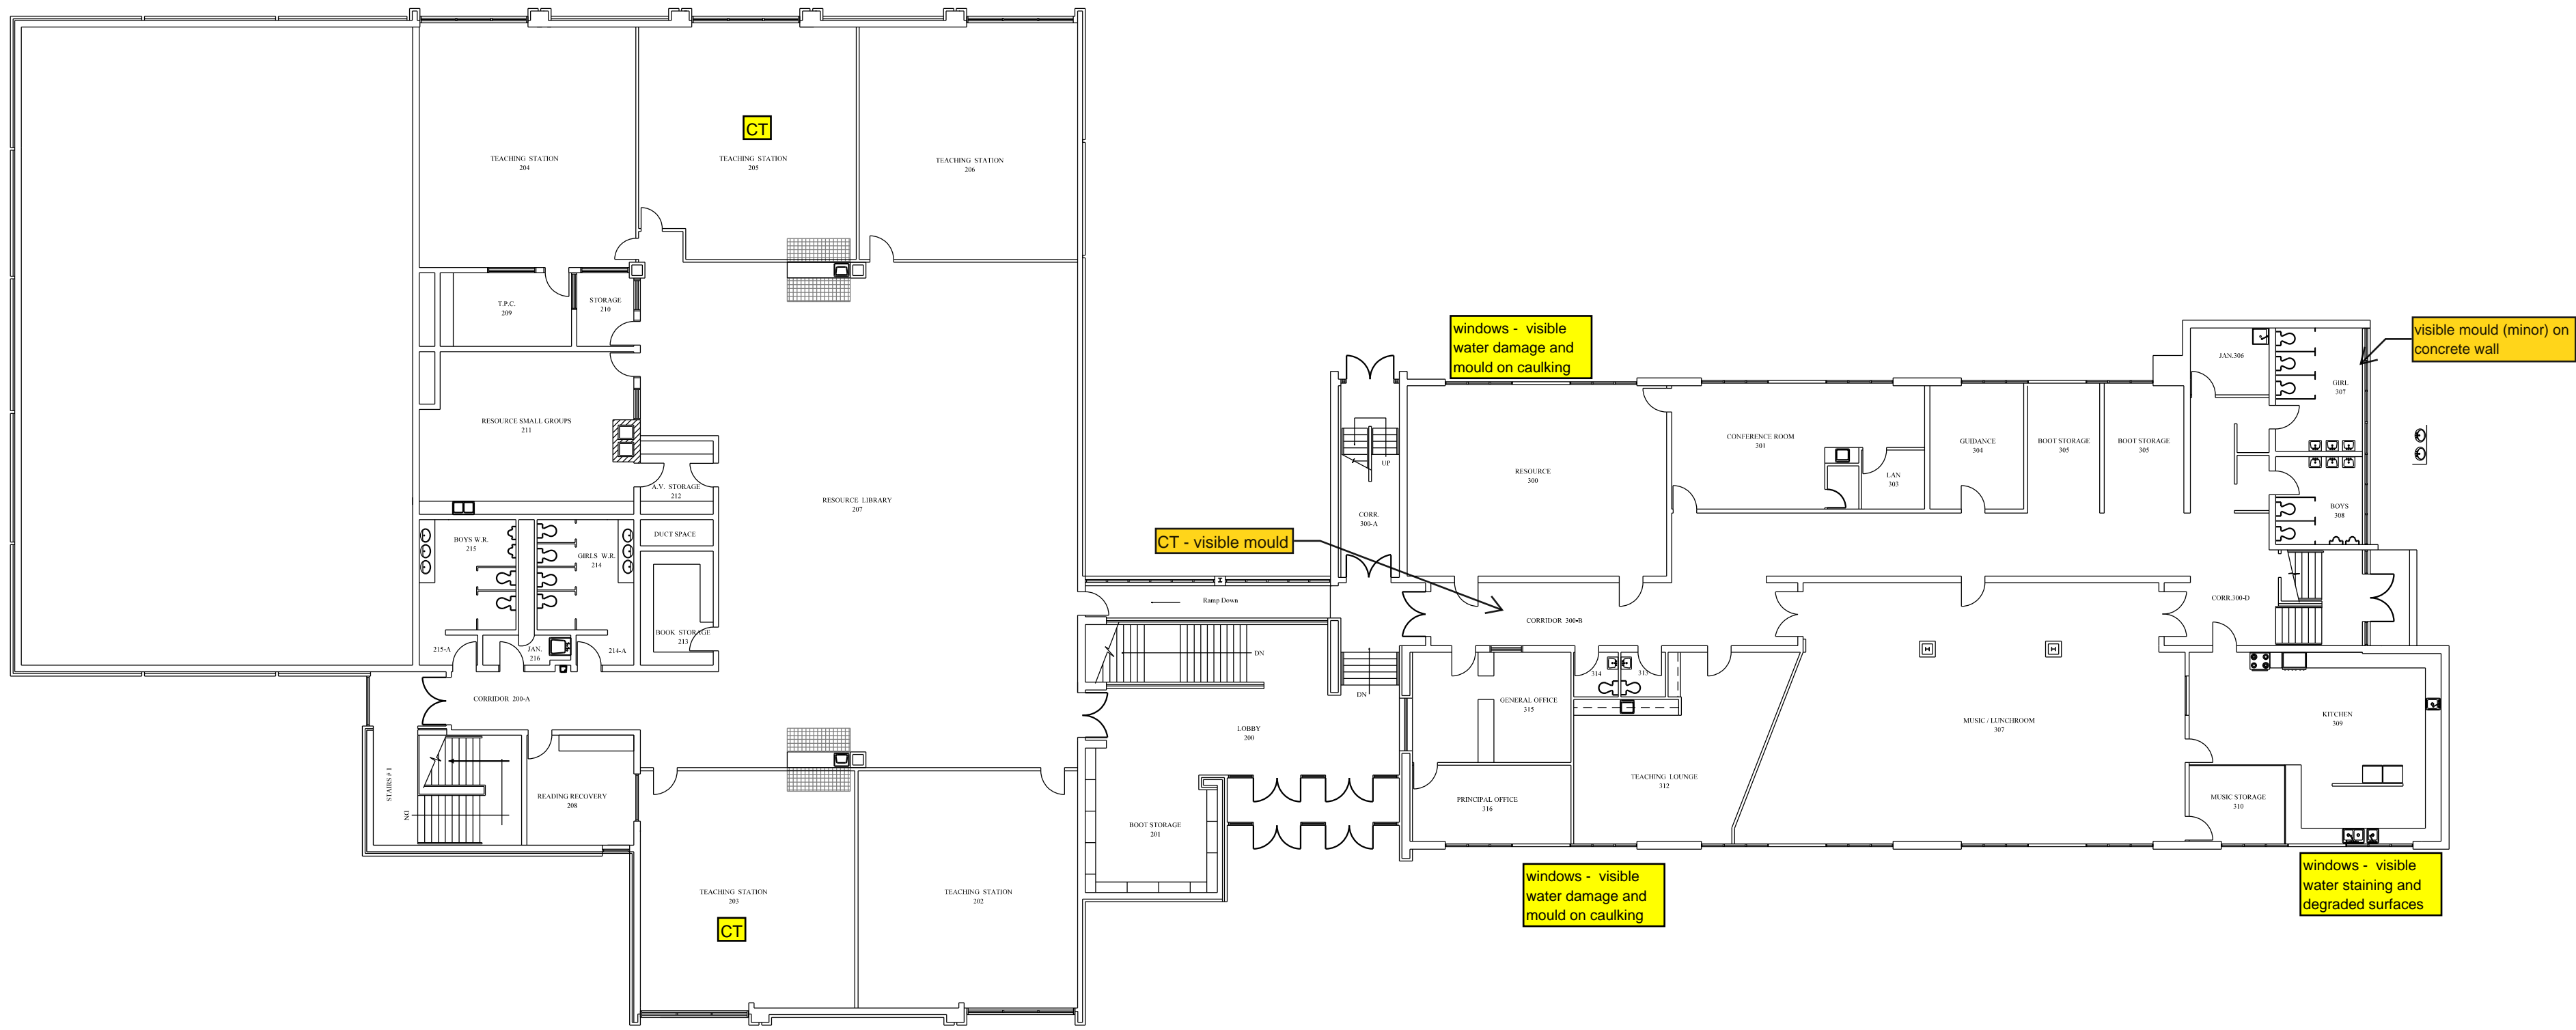 CT
TEACHING STATION
204
TEACHING STATION
205
TEACHING STATION
206
T.P.C.
209
STORAGE
210
RESOURCE SMALL GROUPS
211
A.V. STORAGE
212
RESOURCE LIBRARY
207
DUCT SPACE
BOYS W.R.
215
GIRLS W.R.
214
BOOK STORAGE
213
215-A
JAN.
216
214-A
CORRIDOR 200-A
STAIRS # 1
DN
READING RECOVERY
208
TEACHING STATION
203
CT
TEACHING STATION
202
Ramp Down
DN
DN
LOBBY
200
BOOT STORAGE
201
windows - visible
water damage and
mould on caulking
UP
CORR.
300-A
CT - visible mould
RESOURCE
300
CONFERENCE ROOM
301
LAN
303
GUIDANCE
304
BOOT STORAGE
305
BOOT STORAGE
305
JAN.306
GIRL
307
visible mould (minor) on
concrete wall
BOYS
308
CORR.300-D
CORRIDOR 300-B
314
313
GENERAL OFFICE
315
PRINCIPAL OFFICE
316
TEACHING LOUNGE
312
MUSIC / LUNCHROOM
307
KITCHEN
309
MUSIC STORAGE
310
windows - visible
water damage and
mould on caulking
windows - visible
water staining and
degraded surfaces